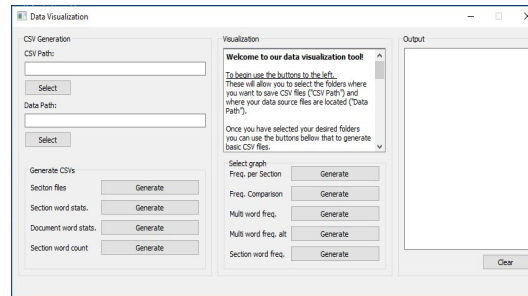 Data Visualization
CSV Generation
CSV Path:
Select
Data Path:
Select
Generate CSVs
Seciton files Generate
Section word stats. Generate
Document word stats. Generate
Section word count Generate
Visualization
Welcome to our data visualization tool!
To begin use the buttons to the left.
These will allow you to select the folders where
you want to save CSV files ("CSV Path") and
where your data source files are located ("Data
Path").
Once you have selected your desired folders
you can use the buttons bellow that to generate
basic CSV files.
Select graph
Freq. per Section Generate
Freq. Comparison Generate
Multi word freq. Generate
Multi word freq. alt Generate
Section word freq. Generate
Output
Clear